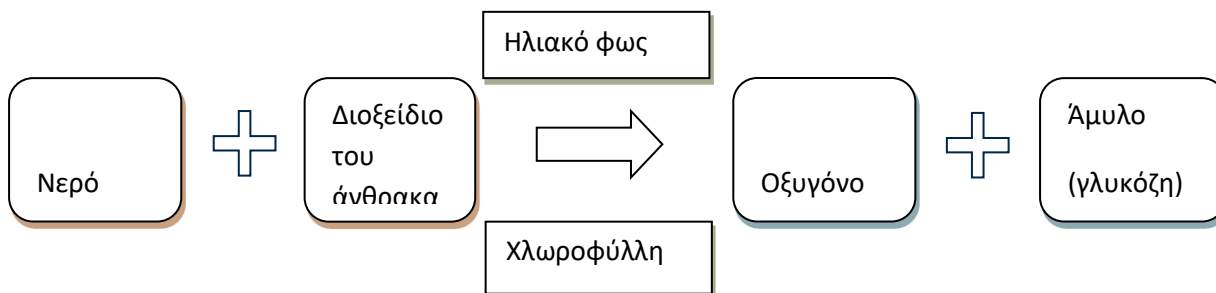 Ηλιακό φως
Νερό
Διοξείδιο
του
άνθρακα
Οξυγόνο
Άμυλο
(γλυκόζη)
Χλωροφύλλη